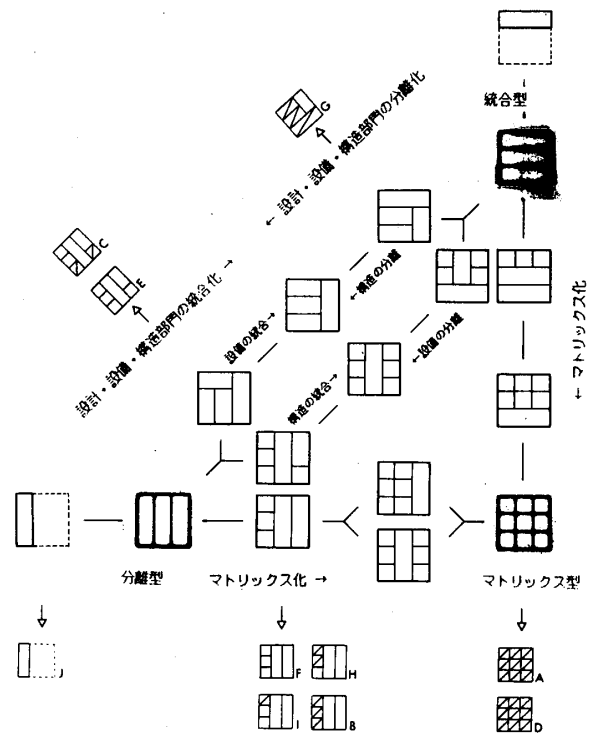 統合型
G
← 設計・設備・構造部門の分離化
C
E
設計・設備・構造部門の統合化 →
←構造の分離
設備の統合→
←設備の分離
構造の統合→
← マトリックス化
分離型
マトリックス化 →
マトリックス型
J
F
H
A
I
B
D